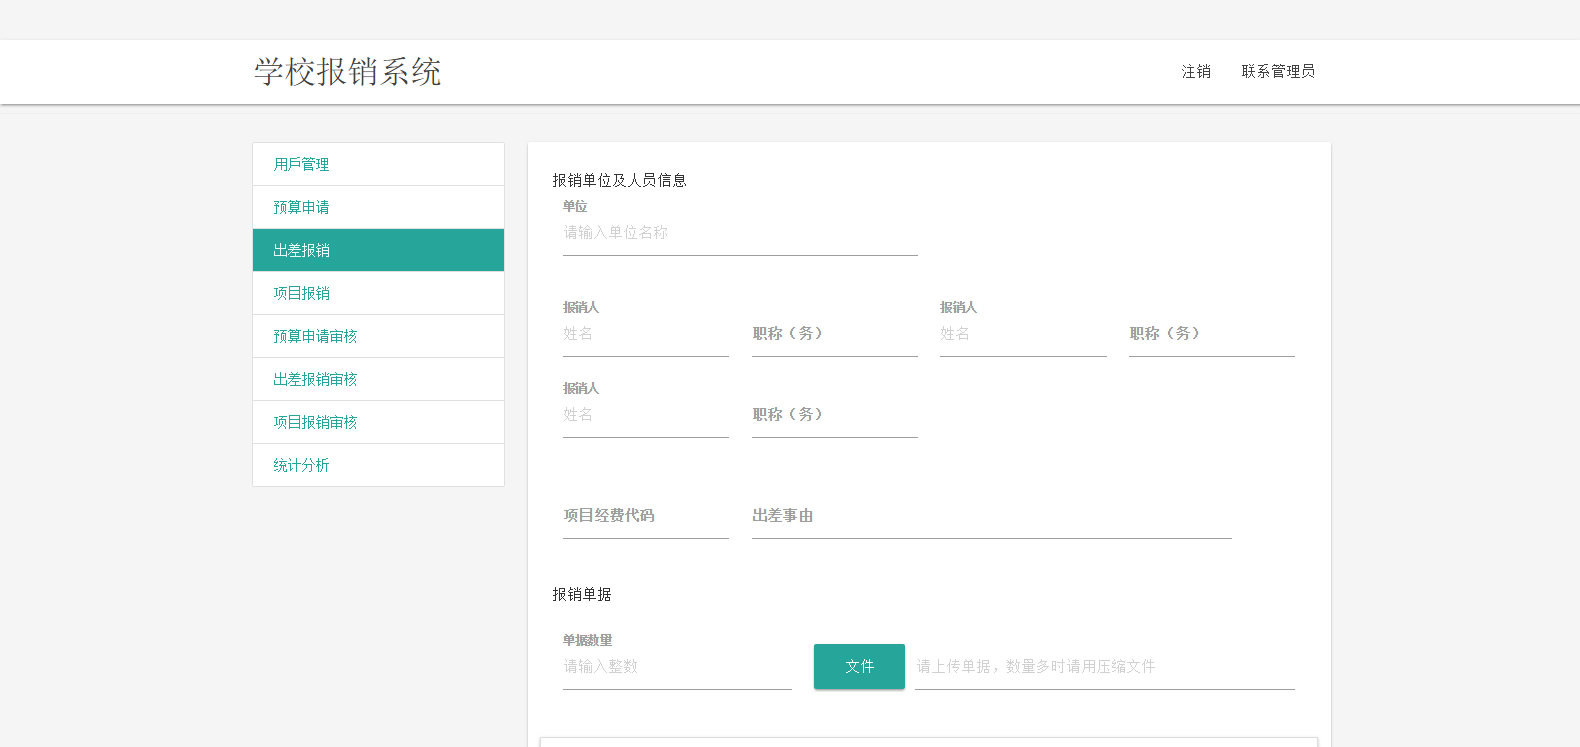 学校报销系统
注销 联系管理员
用戶管理
预算申请
出差报销
项目报销
预算申请审核
出差报销审核
项目报销审核
统计分析
报销单位及人员信息
单位
请输入单位名称
报销人 报销人
姓名 职称（务） 姓名 职称（务）
报销人
姓名 职称（务）
项目经费代码 出差事由
报销单据
单据数量
请输入整数 文件 请上传单据，数量多时请用压缩文件